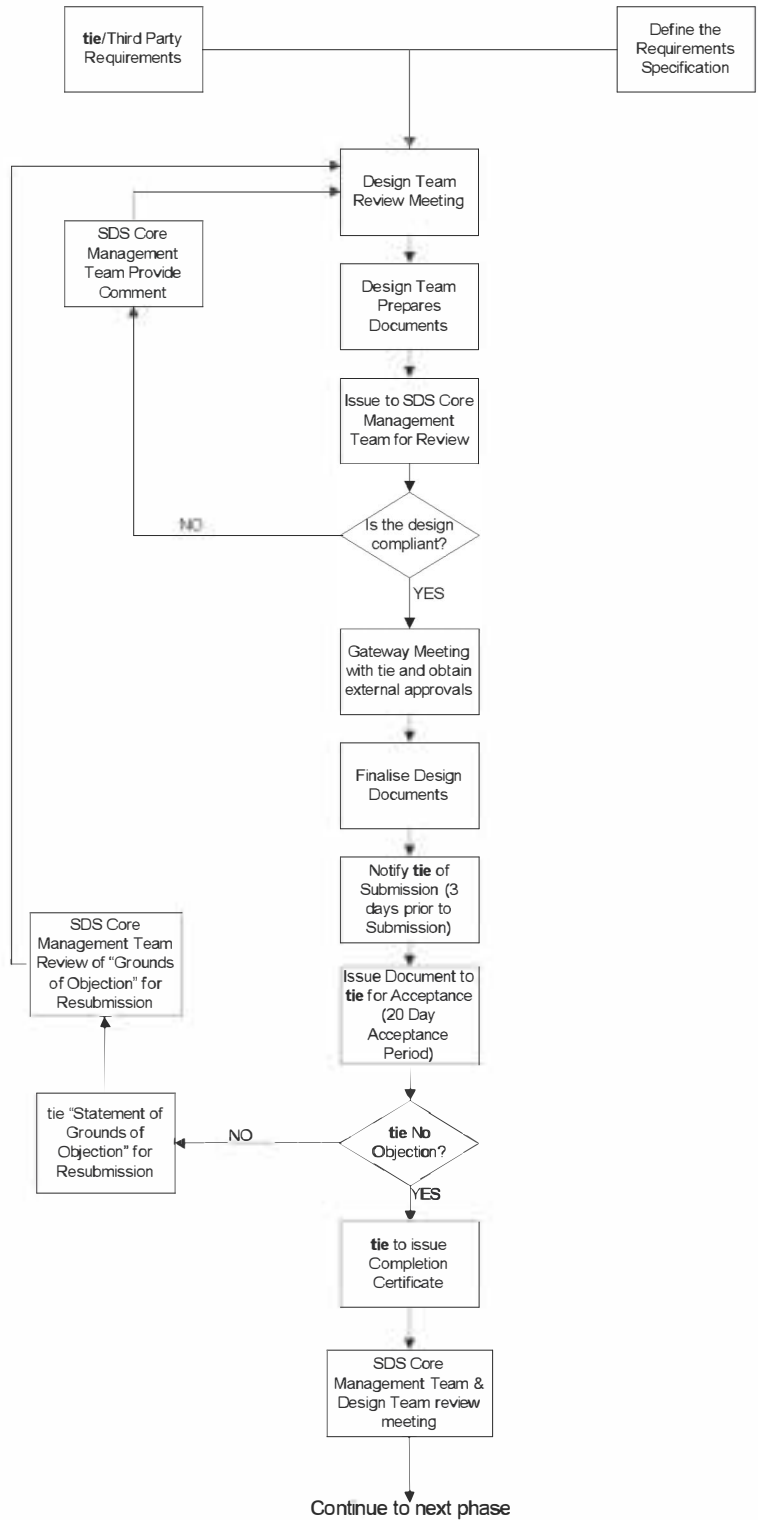 tie/Third Party
Requirements
Define the
Requirements
Specification
Design Team
Review Meeting
SDS Core
Management
Team Provide
Comment
Design Team
Prepares
Documents
Issue to SDS Core
Management
Team for Review
NO
Is the design
compliant?
YES
Gateway Meeting
with tie and obtain
external approvals
Finalise Design
Documents
Notify tie of
Submission (3
days prior to
Submission)
SDS Core
Management Team
Review of “Grounds
of Objection” for
Resubmission
Issue Document to
tie for Acceptance
(20 Day
Acceptance
Period)
tie “Statement of
Grounds of
Objection” for
Resubmission
NO
tie No
Objection?
YES
tie to issue
Completion
Certificate
SDS Core
Management Team &
Design Team review
meeting
Continue to next phase